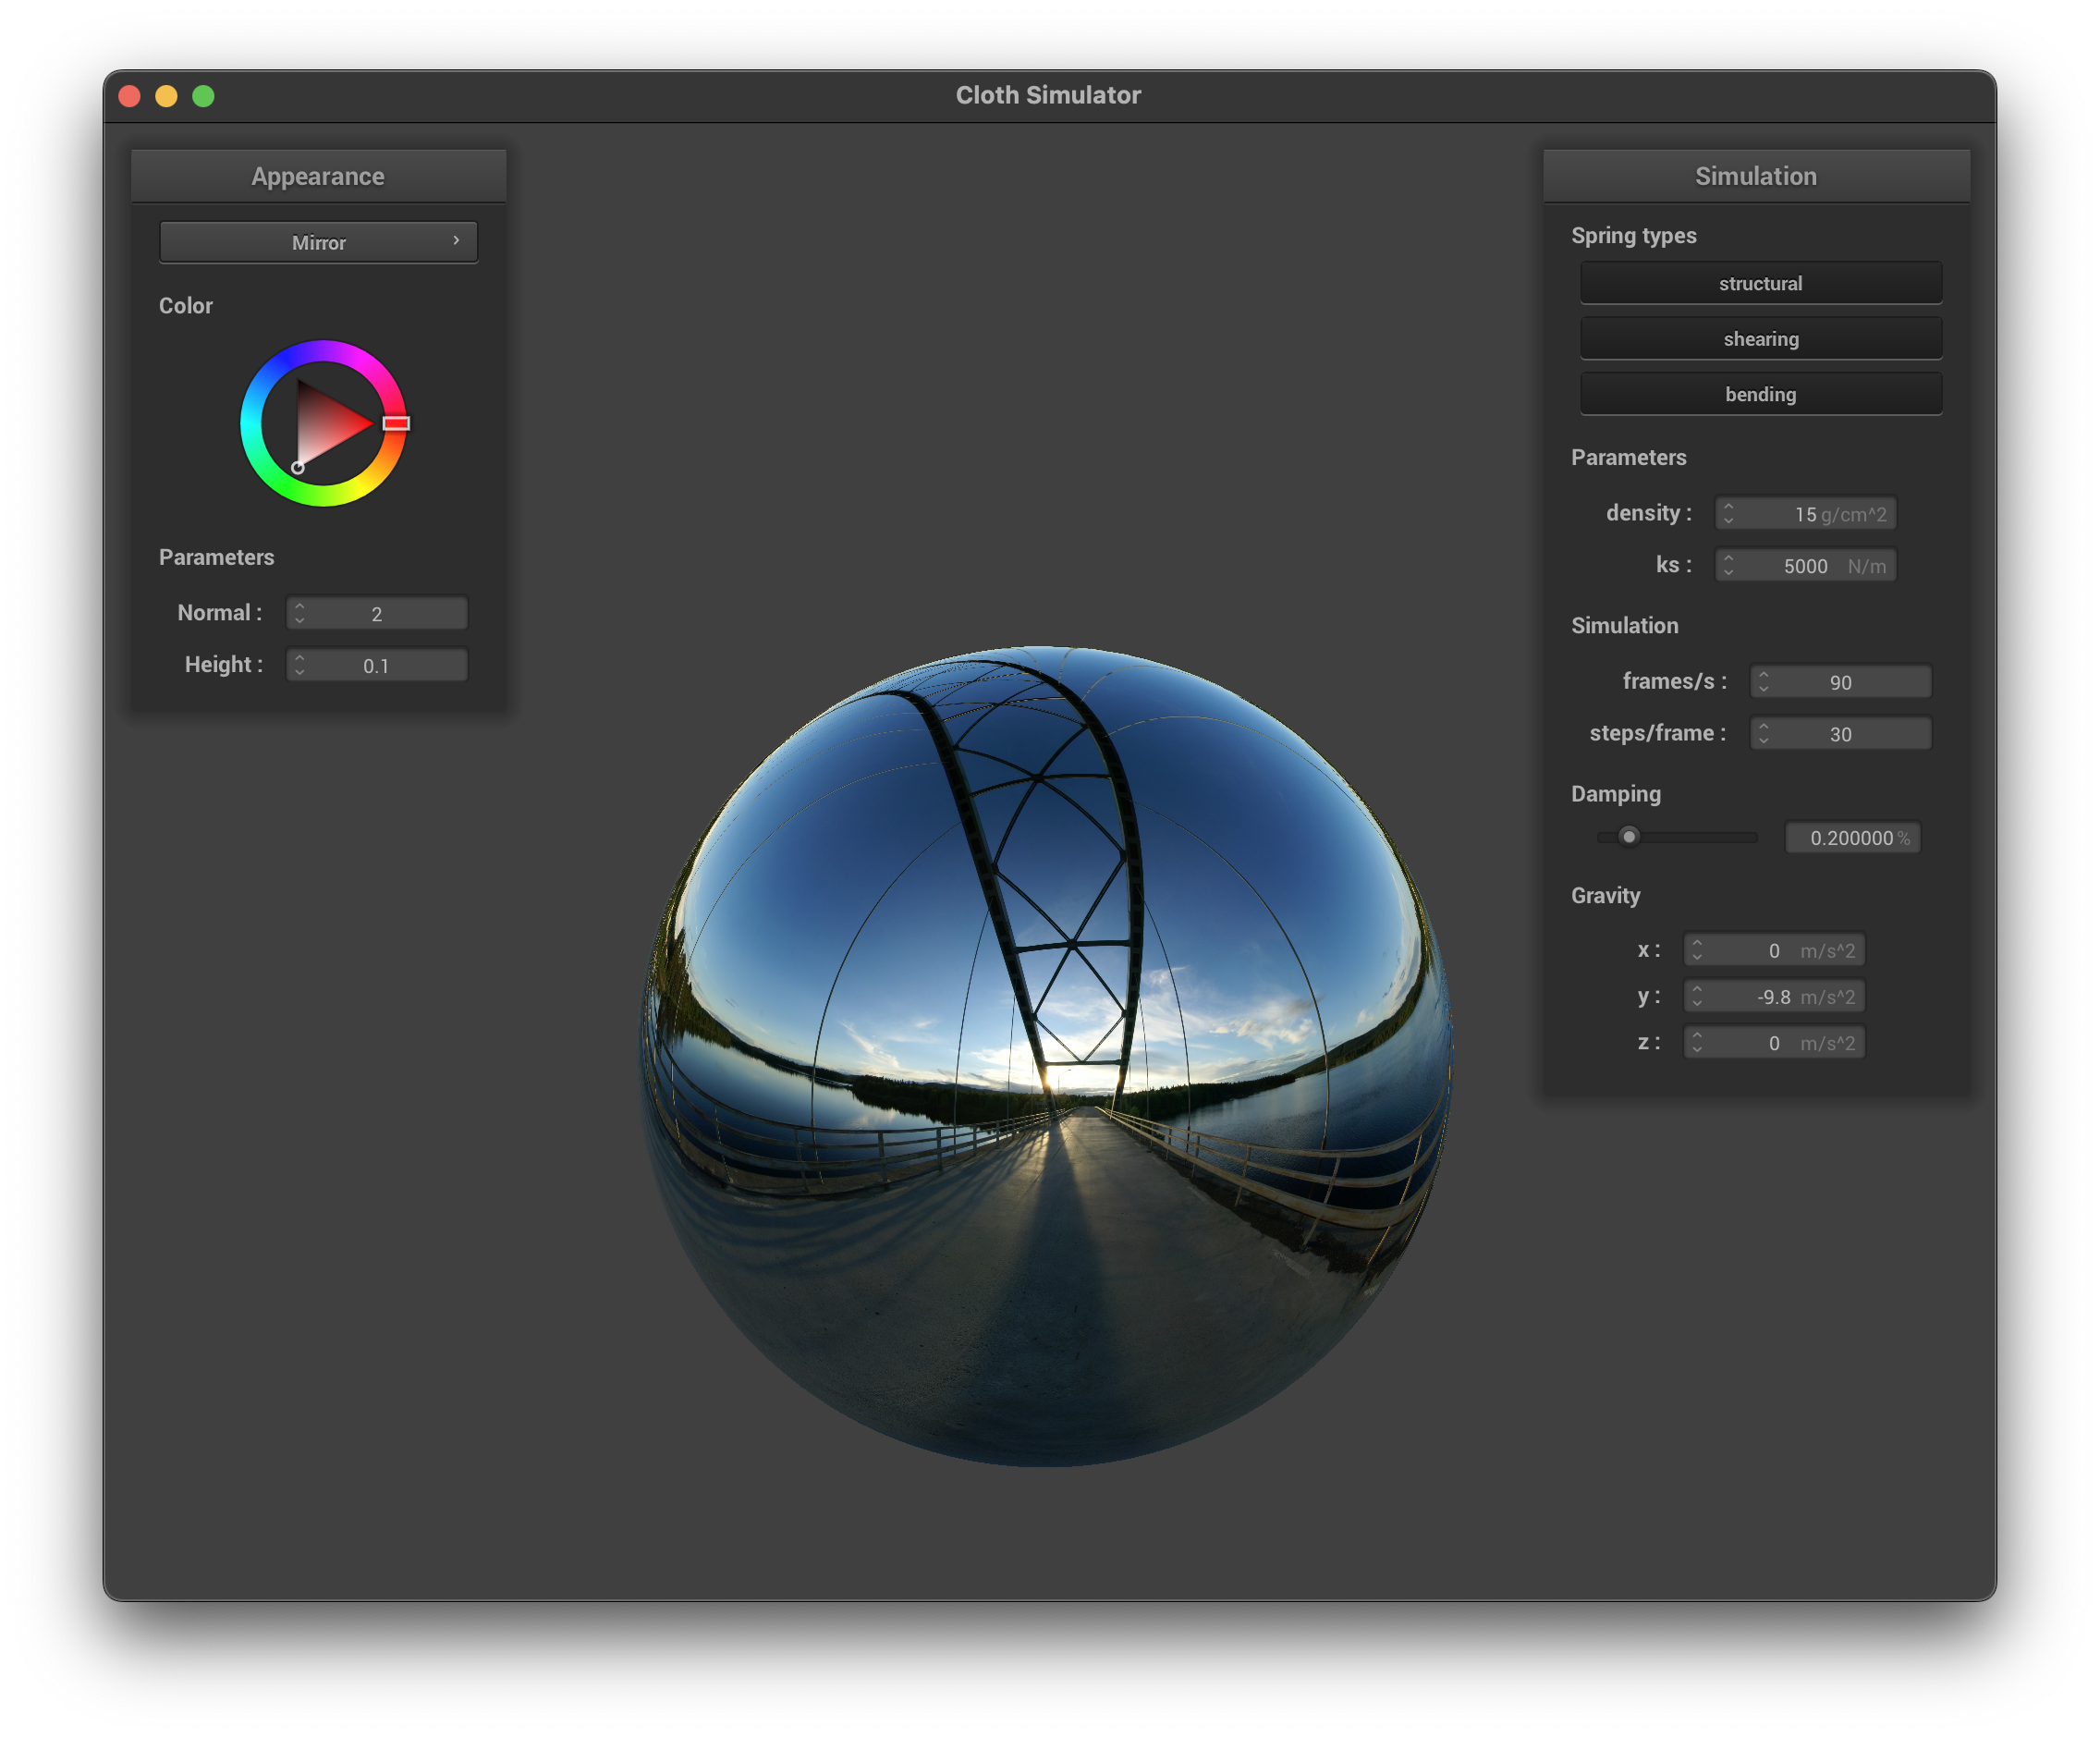 Cloth Simulator
Appearance
Mirror
Color
Parameters
Normal : 2
Height : 0.1
Simulation
Spring types
structural
shearing
bending
Parameters
density : 15 g/cm^2
ks : 5000 N/m
Simulation
frames/s : 90
steps/frame : 30
Damping
0.200000 %
Gravity
x : 0 m/s^2
y : -9.8 m/s^2
z : 0 m/s^2